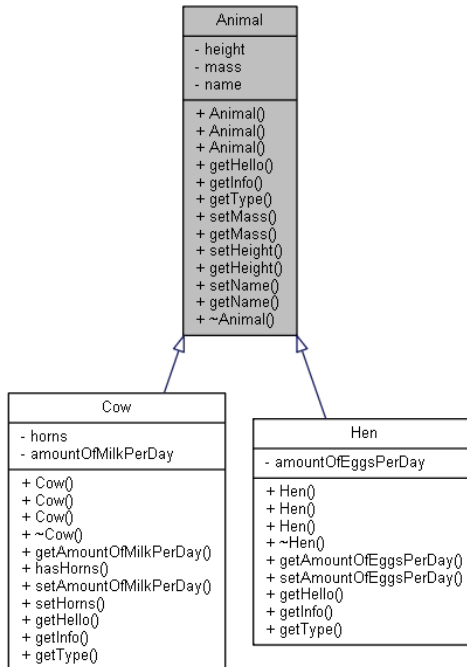 Animal
- height
- mass
- name
+ Animal()
+ Animal()
+ Animal()
+ getHello()
+ getInfo()
+ getType()
+ setMass()
+ getMass()
+ setHeight()
+ getHeight()
+ setName()
+ getName()
+ ~Animal()
Cow
- horns
- amountOfMilkPerDay
+ Cow()
+ Cow()
+ Cow()
+ ~Cow()
+ getAmountOfMilkPerDay()
+ hasHorns()
+ setAmountOfMilkPerDay()
+ setHorns()
+ getHello()
+ getInfo()
+ getType()
Hen
- amountOfEggsPerDay
+ Hen()
+ Hen()
+ Hen()
+ ~Hen()
+ getAmountOfEggsPerDay()
+ setAmountOfEggsPerDay()
+ getHello()
+ getInfo()
+ getType()